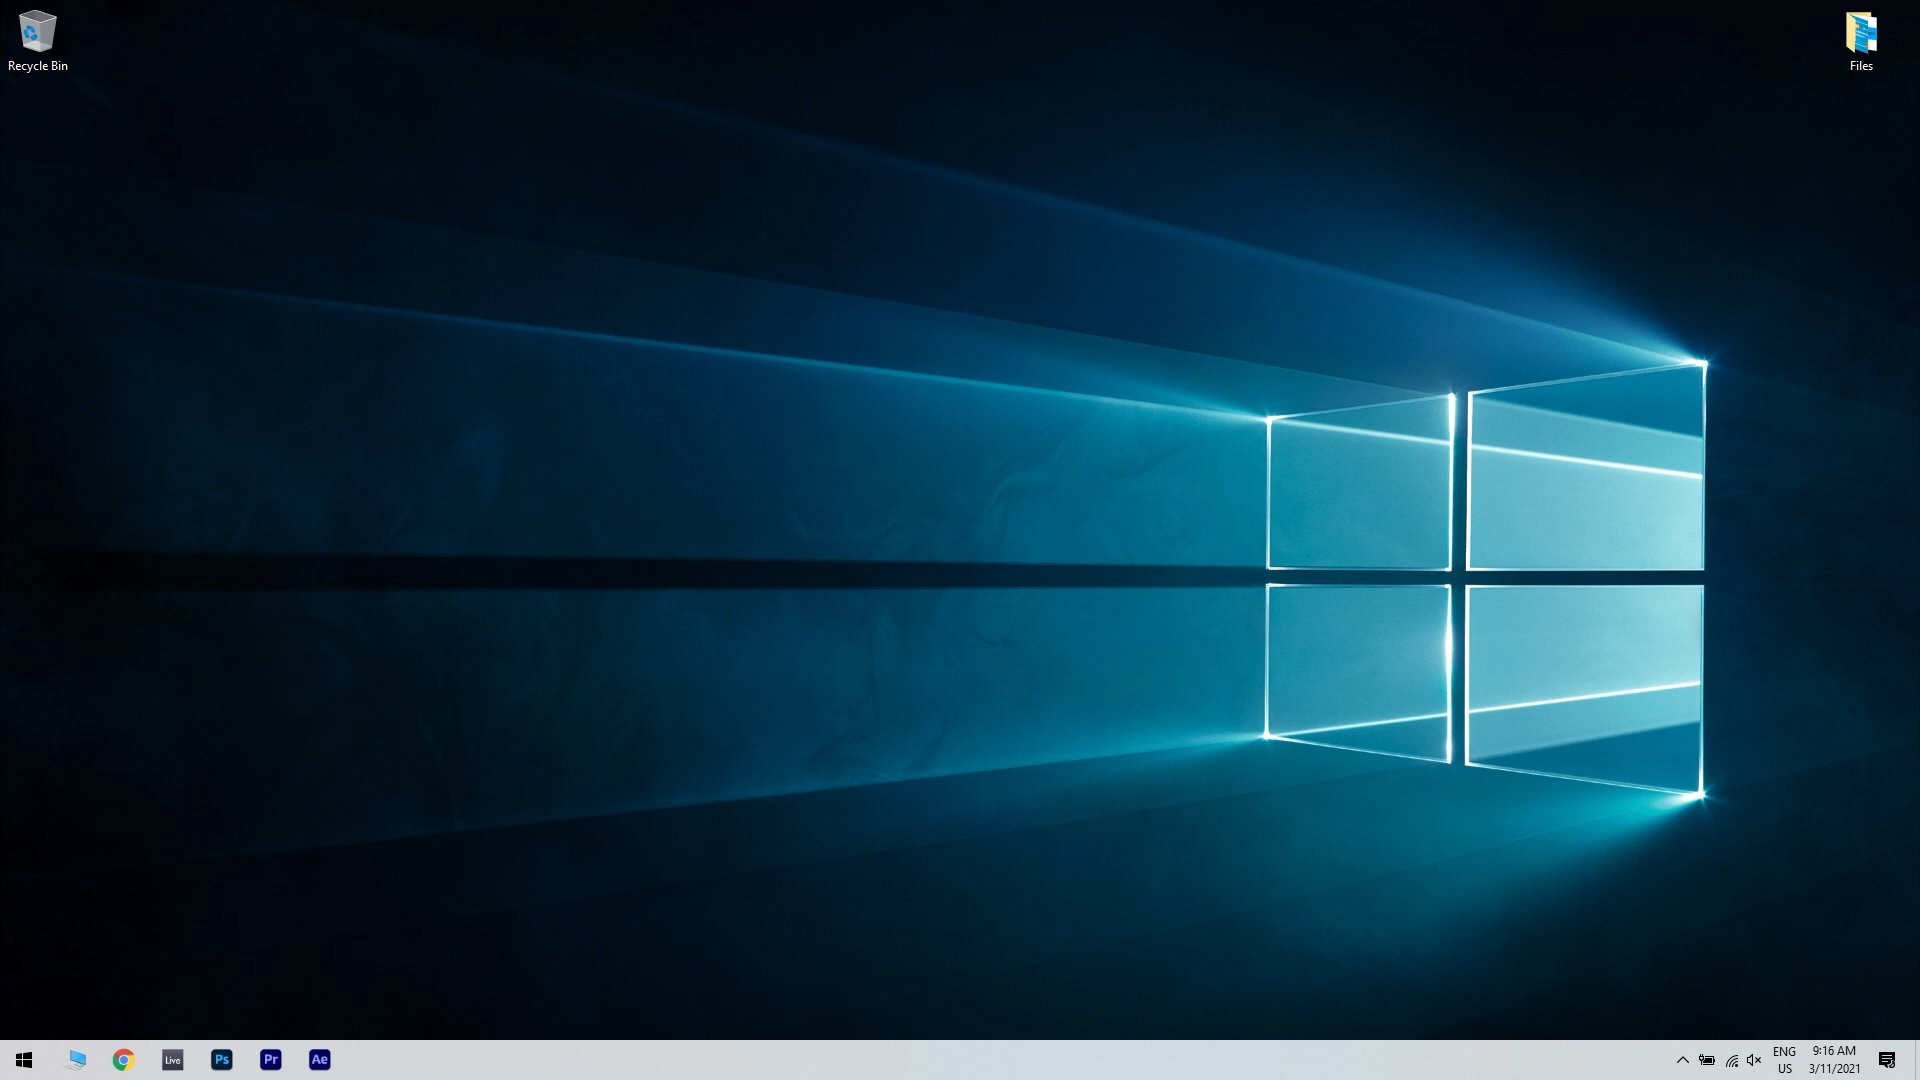 Recycle Bin
Files
Live
Ps
Pr
Ae
ENG
US
9:16 AM
3/11/2021